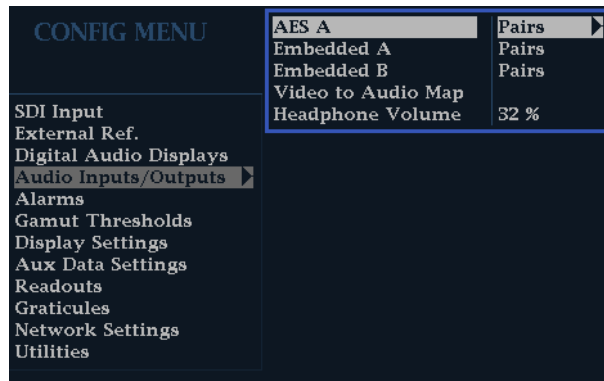 CONFIG MENU
SDI Input
External Ref.
Digital Audio Displays
Audio Inputs/Outputs
Alarms
Gamut Thresholds
Display Settings
Aux Data Settings
Readouts
Graticules
Network Settings
Utilities
AES A Pairs
Embedded A Pairs
Embedded B Pairs
Video to Audio Map
Headphone Volume 32 %